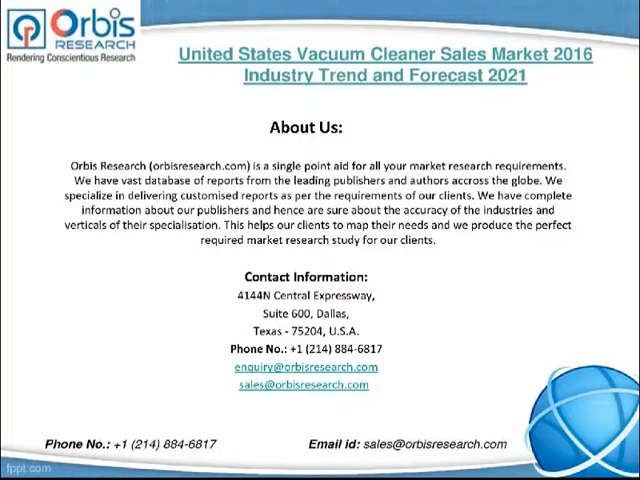 Orbis
RESEARCH
Rendering Conscientious Research
United States Vacuum Cleaner Sales Market 2016
Industry Trend and Forecast 2021
About Us:
Orbis Research (orbisresearch.com) is a single point aid for all your market research requirements.
We have vast database of reports from the leading publishers and authors accross the globe. We
specialize in delivering customised reports as per the requirements of our clients. We have complete
information about our publishers and hence are sure about the accuracy of the industries and
verticals of their specialisation. This helps our clients to map their needs and we produce the perfect
required market research study for our clients.
Contact Information:
4144N Central Expressway,
Suite 600, Dallas,
Texas - 75204, U.S.A.
Phone No.: +1 (214) 884-6817
enquiry@orbisresearch.com
sales@orbisresearch.com
Phone No.: +1 (214) 884-6817 Email id: sales@orbisresearch.com
fppt.com